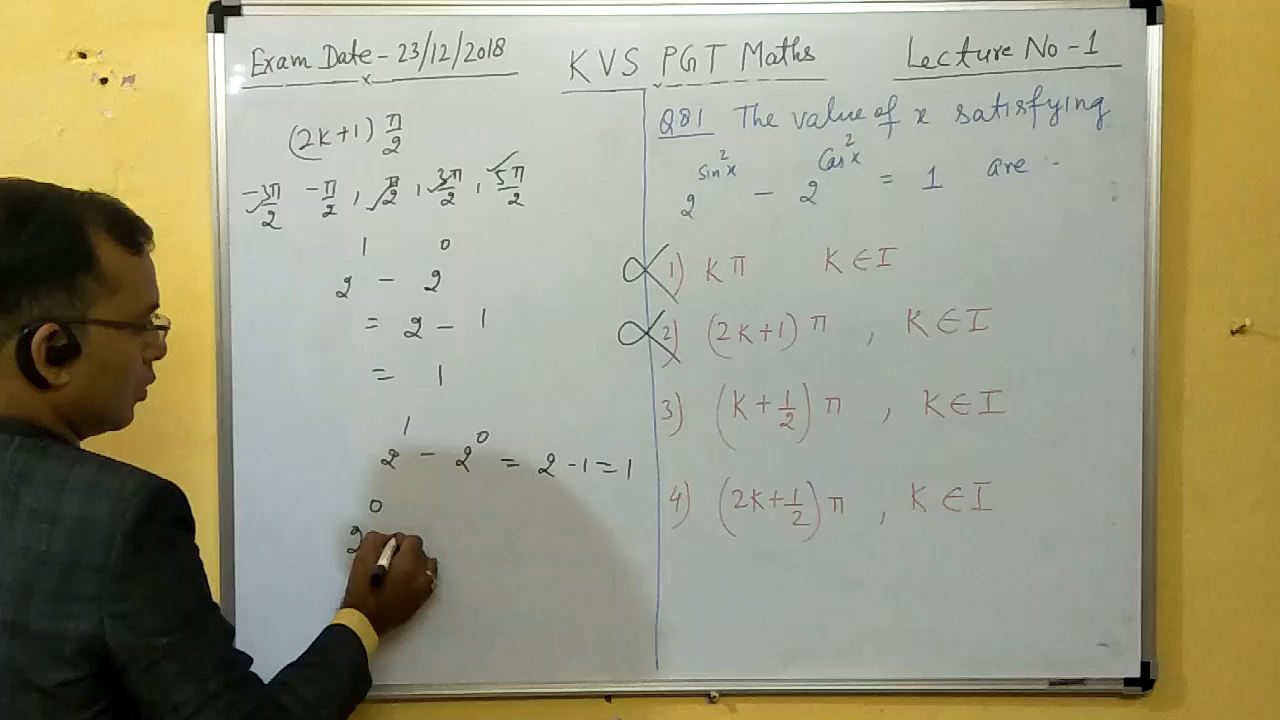 Exam Date - 23/12/2018
KVS PGT Maths
Lecture No - 1
(2k+1) π/2
-3π/2 -π/2, π/2, 3π/2, 5π/2
2^1 - 2^0
= 2 - 1
= 1
2^1 - 2^0 = 2 - 1 = 1
2^0
Q81 The value of x satisfying
2^sin²x - 2^Cos²x = 1 are :-
1) Kπ K∈I
2) (2K+1)π, K∈I
3) (K+1/2)π, K∈I
4) (2K+1/2)π, K∈I